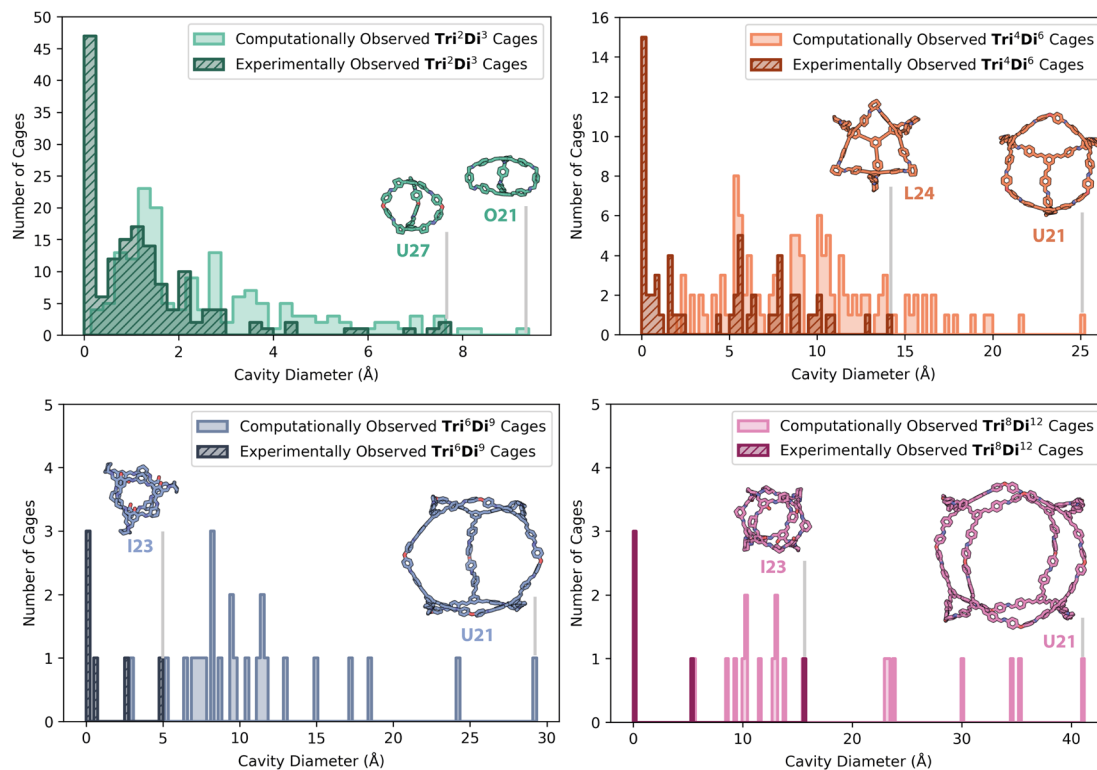 Computationally Observed Tri²Di³ Cages
Experimentally Observed Tri²Di³ Cages
50
45
40
35
30
25
20
15
10
5
0
Number of Cages
U27
O21
0 2 4 6 8
Cavity Diameter (Å)
Computationally Observed Tri⁴Di⁶ Cages
Experimentally Observed Tri⁴Di⁶ Cages
16
14
12
10
8
6
4
2
0
Number of Cages
L24
U21
0 5 10 15 20 25
Cavity Diameter (Å)
Computationally Observed Tri⁶Di⁹ Cages
Experimentally Observed Tri⁶Di⁹ Cages
5
4
3
2
1
0
Number of Cages
I23
U21
0 5 10 15 20 25 30
Cavity Diameter (Å)
Computationally Observed Tri⁸Di¹² Cages
Experimentally Observed Tri⁸Di¹² Cages
5
4
3
2
1
0
Number of Cages
I23
U21
0 10 20 30 40
Cavity Diameter (Å)